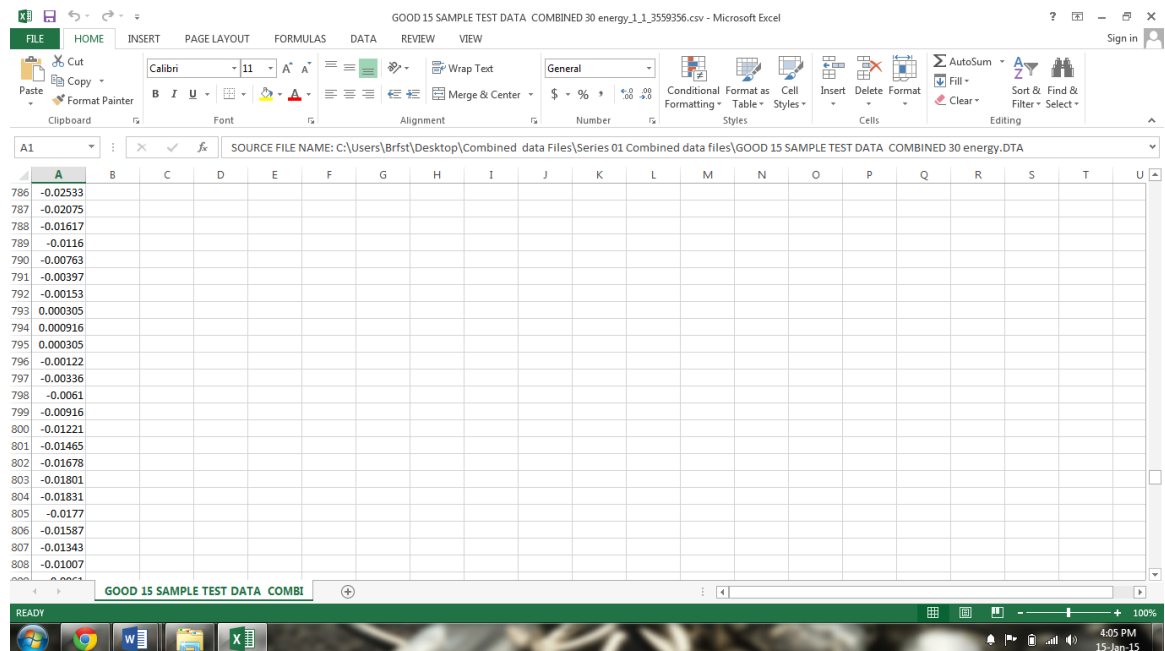 GOOD 15 SAMPLE TEST DATA  COMBINED 30 energy_1_1_3559356.csv - Microsoft Excel
FILE HOME INSERT PAGE LAYOUT FORMULAS DATA REVIEW VIEW Sign in
Cut Calibri 11 Wrap Text General AutoSum
Copy Fill
Paste Format Painter Merge & Center Conditional Formatting Format as Table Cell Styles Insert Delete Format Clear Sort & Filter Find & Select
Clipboard Font Alignment Number Styles Cells Editing
A1 fx SOURCE FILE NAME: C:\Users\Brfst\Desktop\Combined  data Files\Series 01 Combined data files\GOOD 15 SAMPLE TEST DATA  COMBINED 30 energy.DTA
A B C D E F G H I J K L M N O P Q R S T U
786 -0.02533
787 -0.02075
788 -0.01617
789 -0.0116
790 -0.00763
791 -0.00397
792 -0.00153
793 0.000305
794 0.000916
795 0.000305
796 -0.00122
797 -0.00336
798 -0.0061
799 -0.00916
800 -0.01221
801 -0.01465
802 -0.01678
803 -0.01801
804 -0.01831
805 -0.0177
806 -0.01587
807 -0.01343
808 -0.01007
GOOD 15 SAMPLE TEST DATA  COMBI
READY 100%
4:05 PM
15-Jan-15